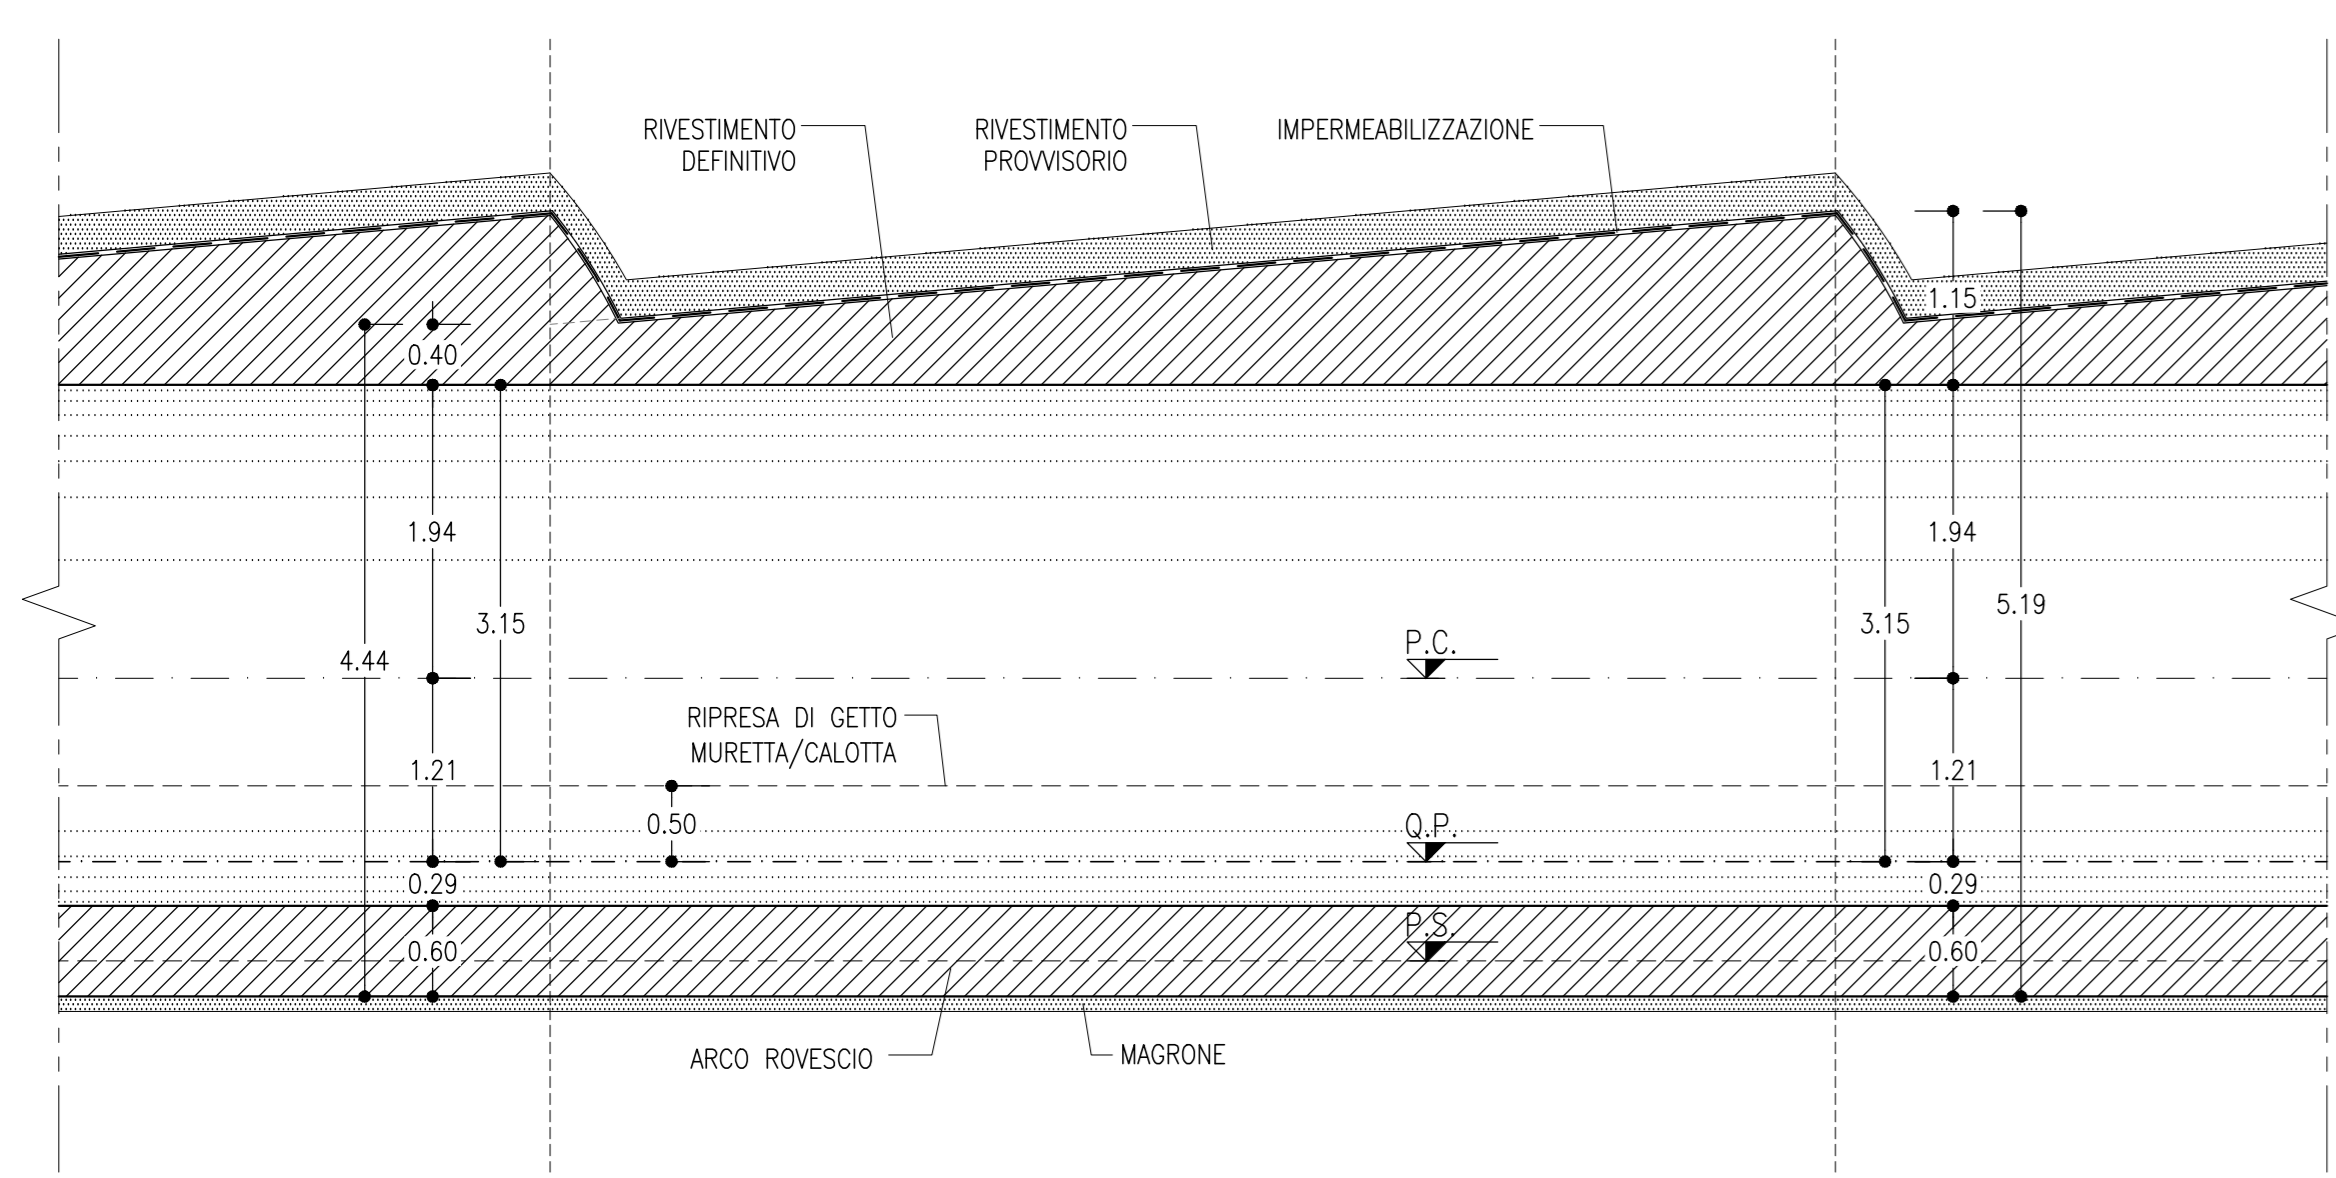 RIVESTIMENTO
DEFINITIVO
RIVESTIMENTO
PROVVISORIO
IMPERMEABILIZZAZIONE
1.15
0.40
1.94
1.94
3.15
3.15
5.19
4.44
P.C.
RIPRESA DI GETTO
MURETTA/CALOTTA
1.21
1.21
0.50
Q.P.
0.29
0.29
P.S.
0.60
0.60
ARCO ROVESCIO
MAGRONE